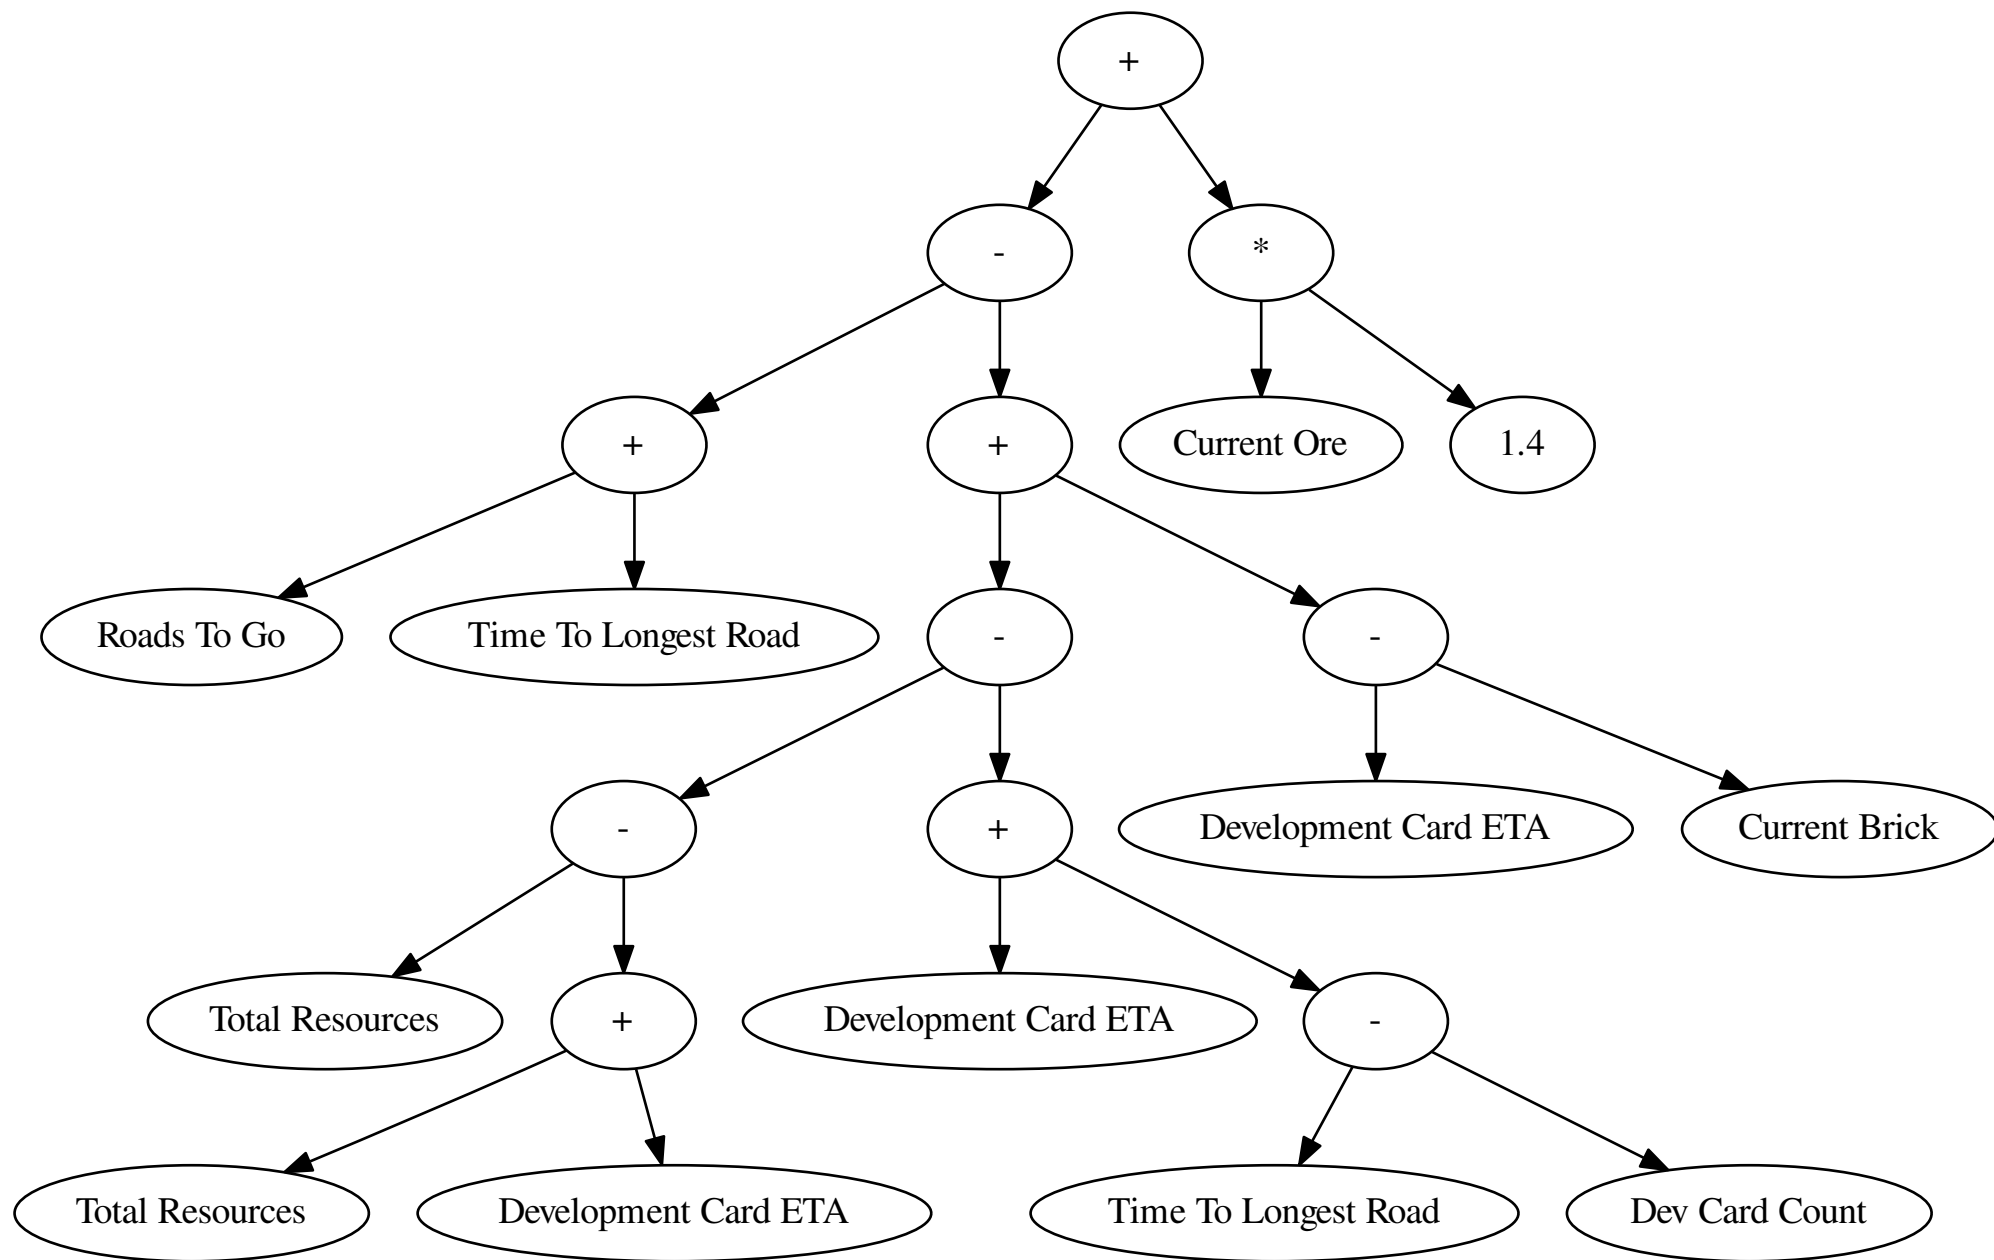 +
-
*
+
+
Current Ore
1.4
Roads To Go
Time To Longest Road
-
-
-
+
Development Card ETA
Current Brick
Total Resources
+
Development Card ETA
-
Total Resources
Development Card ETA
Time To Longest Road
Dev Card Count